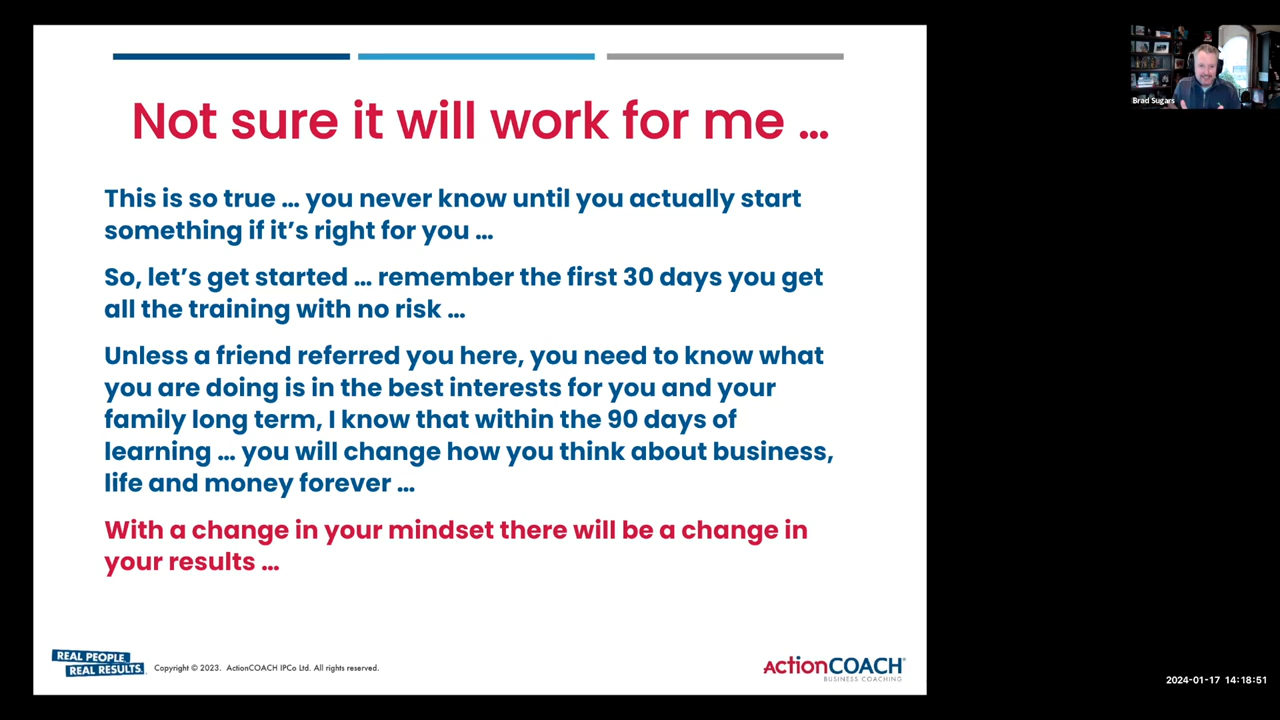 Not sure it will work for me …
This is so true … you never know until you actually start
something if it’s right for you …
So, let’s get started … remember the first 30 days you get
all the training with no risk …
Unless a friend referred you here, you need to know what
you are doing is in the best interests for you and your
family long term, I know that within the 90 days of
learning … you will change how you think about business,
life and money forever …
With a change in your mindset there will be a change in
your results …
REAL PEOPLE.
REAL RESULTS.
Copyright © 2023. ActionCOACH IPCo Ltd. All rights reserved.
actionCOACH®
BUSINESS COACHING
Brad Sugars
2024-01-17 14:18:51